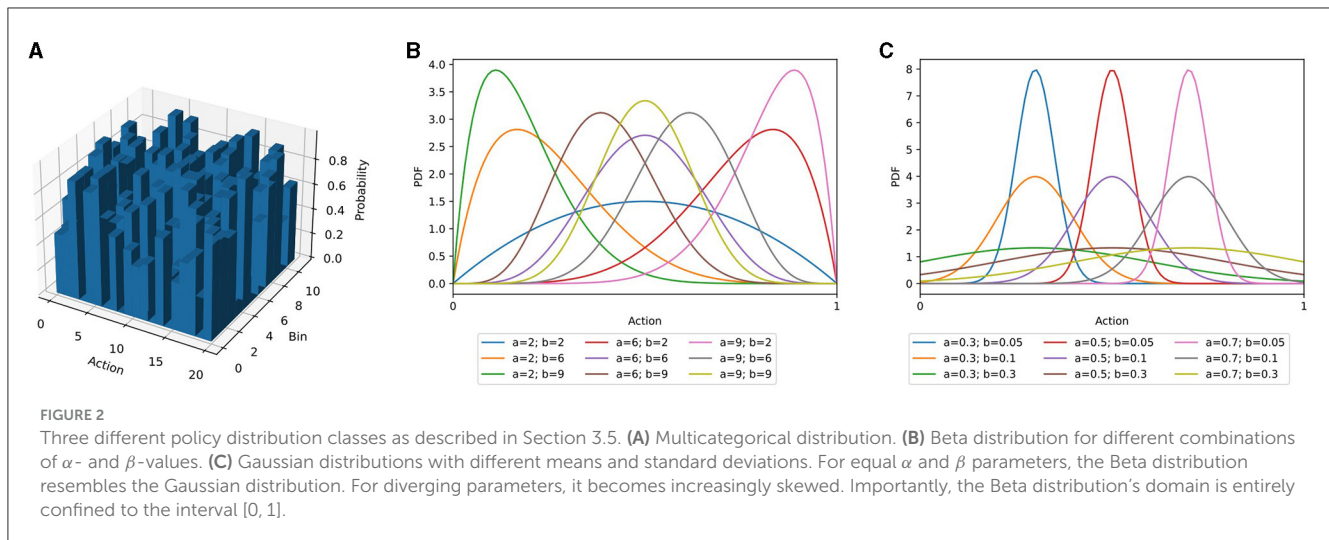 A
0.8
0.6
0.4
0.2
0.0
Probability
0
5
10
15
20
Action
0
2
4
6
8
10
Bin
B
4.0
3.5
3.0
2.5
2.0
1.5
1.0
0.5
0.0
PDF
0
1
Action
a=2; b=2
a=6; b=2
a=9; b=2
a=2; b=6
a=6; b=6
a=9; b=6
a=2; b=9
a=6; b=9
a=9; b=9
C
8
7
6
5
4
3
2
1
0
PDF
0
1
Action
a=0.3; b=0.05
a=0.5; b=0.05
a=0.7; b=0.05
a=0.3; b=0.1
a=0.5; b=0.1
a=0.7; b=0.1
a=0.3; b=0.3
a=0.5; b=0.3
a=0.7; b=0.3
FIGURE 2
Three different policy distribution classes as described in Section 3.5. (A) Multicategorical distribution. (B) Beta distribution for different combinations
of α- and β-values. (C) Gaussian distributions with different means and standard deviations. For equal α and β parameters, the Beta distribution
resembles the Gaussian distribution. For diverging parameters, it becomes increasingly skewed. Importantly, the Beta distribution's domain is entirely
confined to the interval [0, 1].